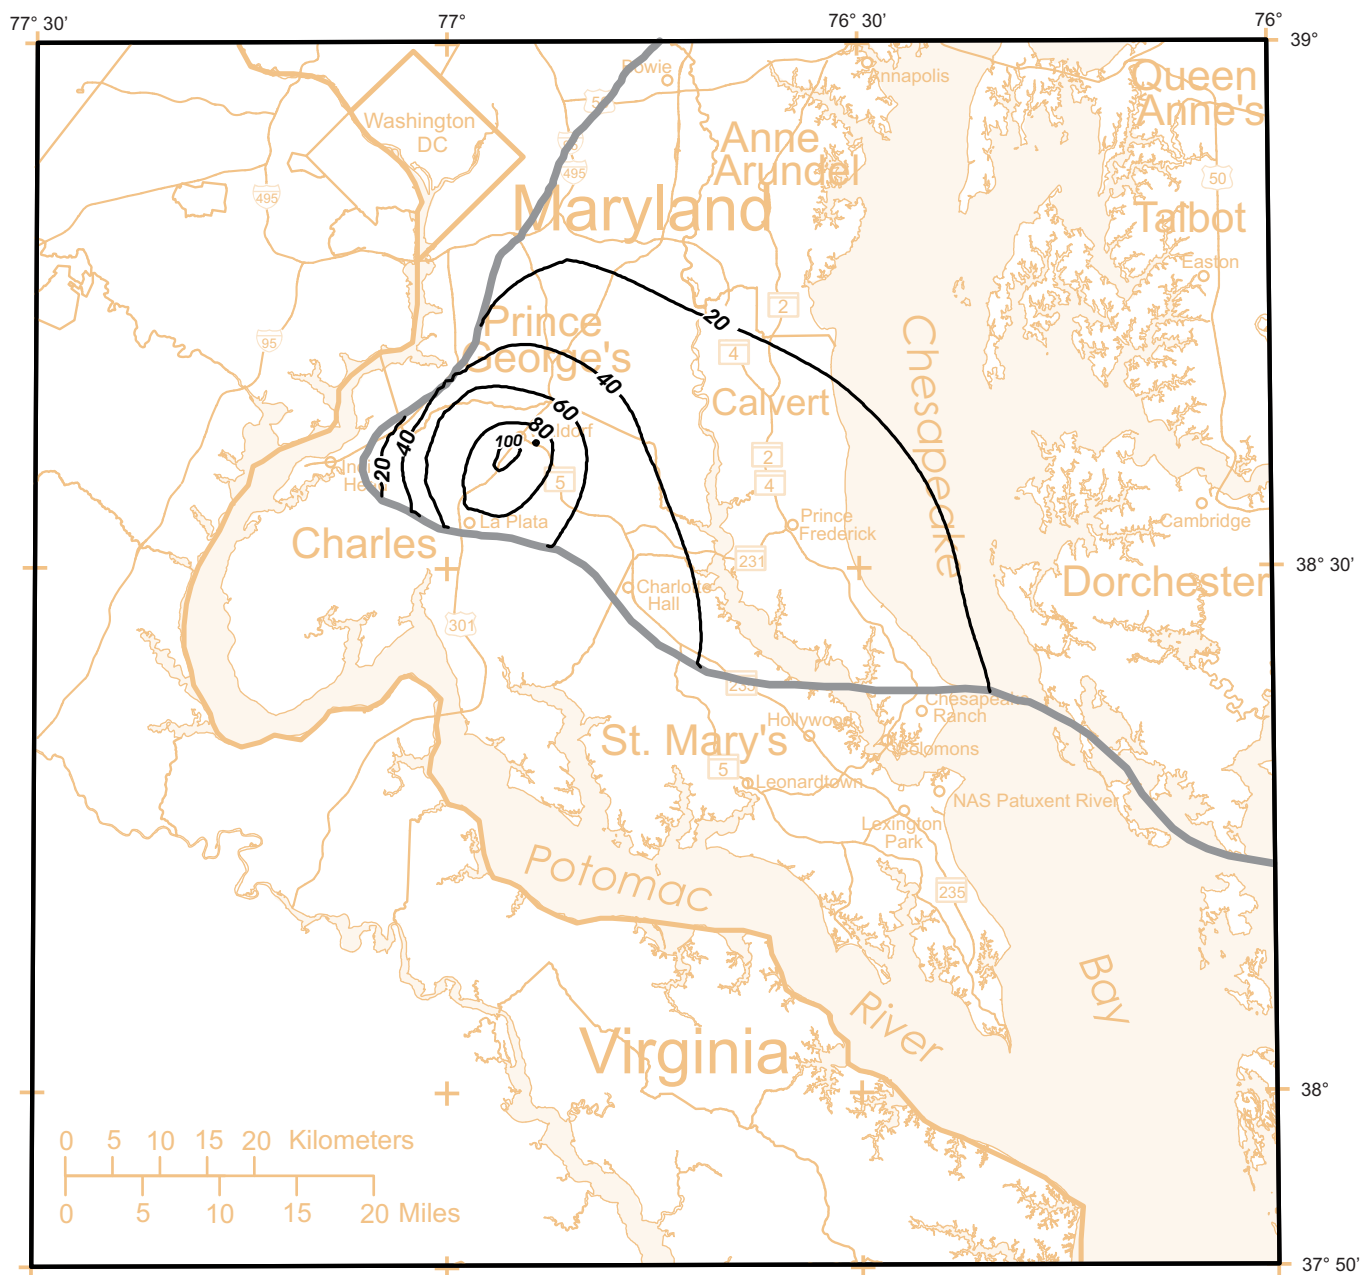 77° 30’
77°
76° 30’
76°
39°
Bowie
Annapolis
Queen
Anne's
50
Washington
DC
Anne
Arundel
495
495
50
Maryland
Talbot
Easton
2
20
Prince
George's
95
4
Chesapeake
40
Calvert
60
80
100
40
20
2
4
5
La Plata
Prince
Frederick
Cambridge
Charles
231
38° 30’
Dorchester
Charlotte
Hall
301
235
Chesapeake
Ranch
Hollywood
St. Mary's
Solomons
5
Leonardtown
NAS Patuxent River
Lexington
Park
Potomac
235
Bay
River
Virginia
38°
0 5 10 15 20 Kilometers
0 5 10 15 20 Miles
37° 50’